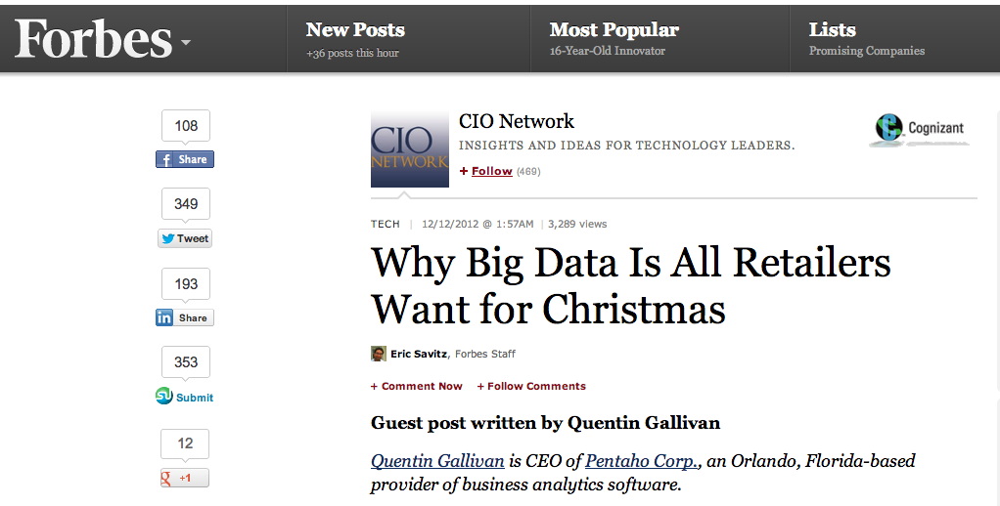 Forbes
New Posts
+36 posts this hour
Most Popular
16-Year-Old Innovator
Lists
Promising Companies
108
f Share
349
Tweet
193
in Share
353
Submit
12
g +1
CIO
NETWORK
CIO Network
INSIGHTS AND IDEAS FOR TECHNOLOGY LEADERS.
+ Follow (469)
Cognizant
TECH | 12/12/2012 @ 1:57AM | 3,289 views
Why Big Data Is All Retailers
Want for Christmas
Eric Savitz, Forbes Staff
+ Comment Now + Follow Comments
Guest post written by Quentin Gallivan
Quentin Gallivan is CEO of Pentaho Corp., an Orlando, Florida-based
provider of business analytics software.